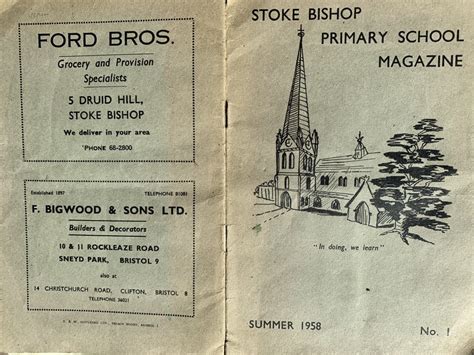 FORD BROS.
Grocery and Provision
Specialists
5 DRUID HILL,
STOKE BISHOP
We deliver in your area
'PHONE 68-2800
Established 1897
TELEPHONE 81081
F. BIGWOOD & SONS LTD.
Builders & Decorators
10 & 11 ROCKLEAZE ROAD
SNEYD PARK, BRISTOL 9
also at
14 CHRISTCHURCH ROAD, CLIFTON, BRISTOL 8
TELEPHONE 36021
STOKE BISHOP
PRIMARY SCHOOL
MAGAZINE
"In doing, we learn"
SUMMER 1958
No. 1